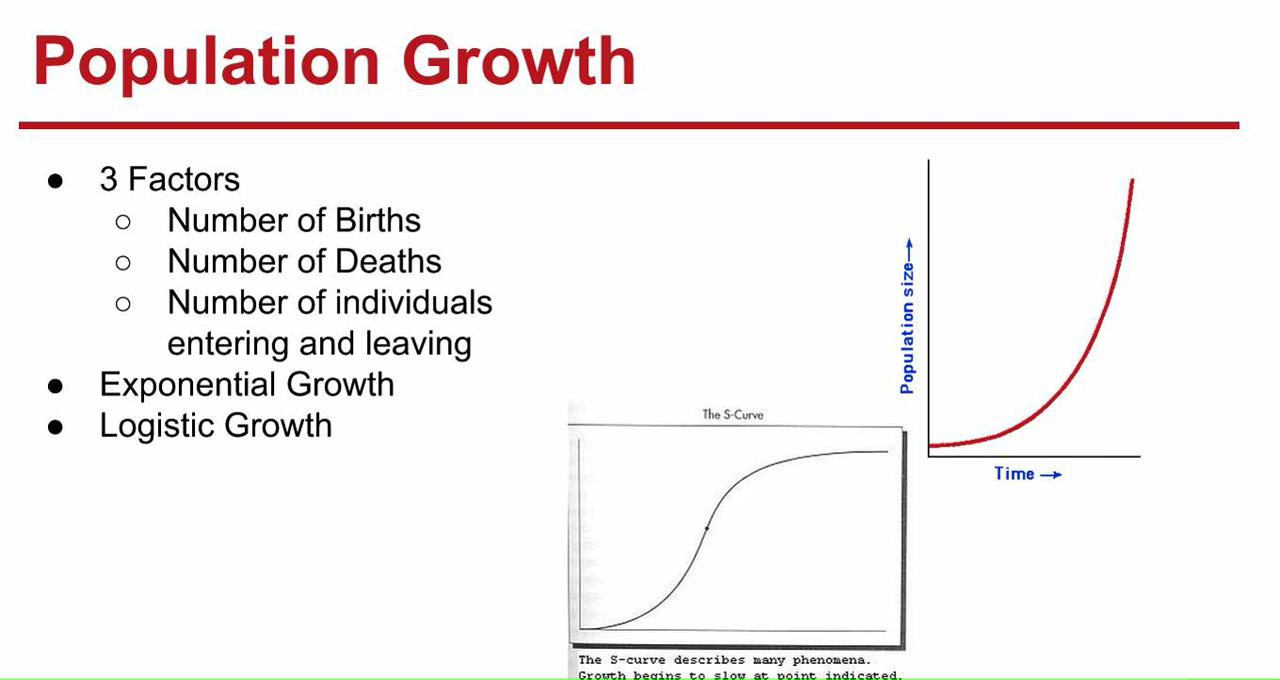 Population Growth
● 3 Factors
○ Number of Births
○ Number of Deaths
○ Number of individuals
entering and leaving
● Exponential Growth
● Logistic Growth
Population size→
Time →
The S-Curve
The S-curve describes many phenomena.
Growth begins to slow at point indicated.